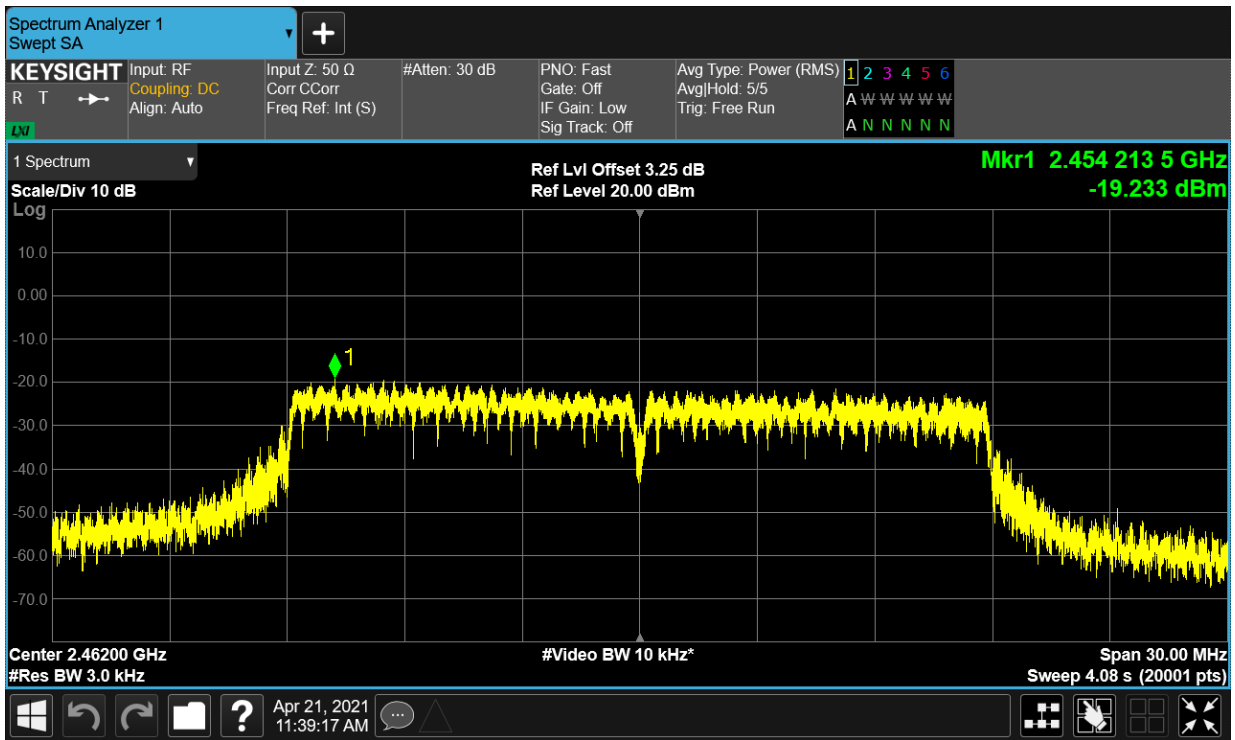 Spectrum Analyzer 1
Swept SA
KEYSIGHT
R T
LXI
Input: RF
Coupling: DC
Align: Auto
Input Z: 50 Ω
Corr CCorr
Freq Ref: Int (S)
#Atten: 30 dB
PNO: Fast
Gate: Off
IF Gain: Low
Sig Track: Off
Avg Type: Power (RMS)
Avg|Hold: 5/5
Trig: Free Run
1 2 3 4 5 6
A W W W W W
A N N N N N
1 Spectrum
Scale/Div 10 dB
Ref Lvl Offset 3.25 dB
Ref Level 20.00 dBm
Mkr1 2.454 213 5 GHz
-19.233 dBm
Log
10.0
0.00
-10.0
-20.0
-30.0
-40.0
-50.0
-60.0
-70.0
1
Center 2.46200 GHz
#Res BW 3.0 kHz
#Video BW 10 kHz*
Span 30.00 MHz
Sweep 4.08 s (20001 pts)
?
Apr 21, 2021
11:39:17 AM